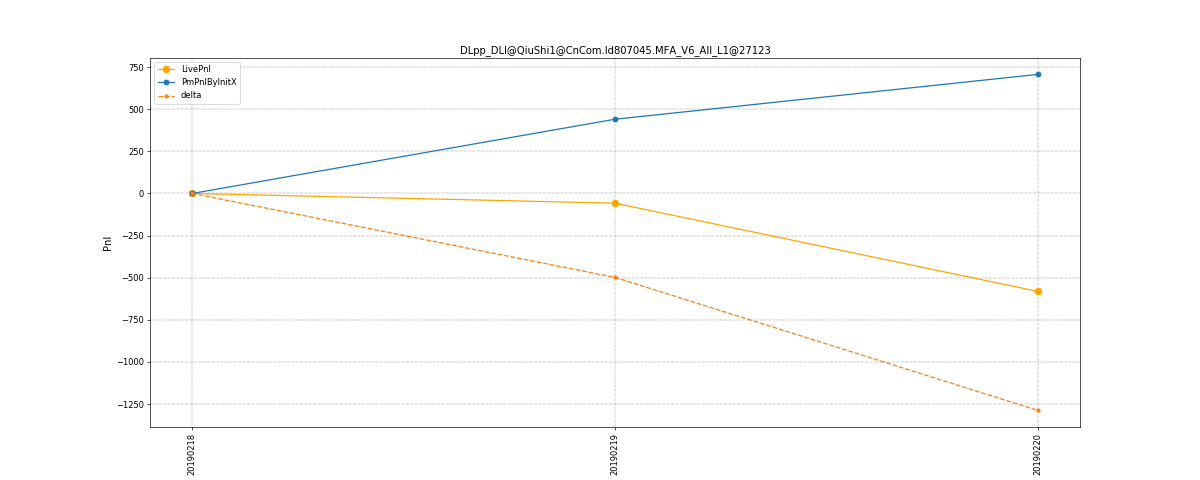 DLpp_DLI@QiuShi1@CnCom.Id807045.MFA_V6_All_L1@27123
LivePnl
PmPnlByInitX
delta
750
500
250
0
−250
−500
−750
−1000
−1250
Pnl
20190218
20190219
20190220